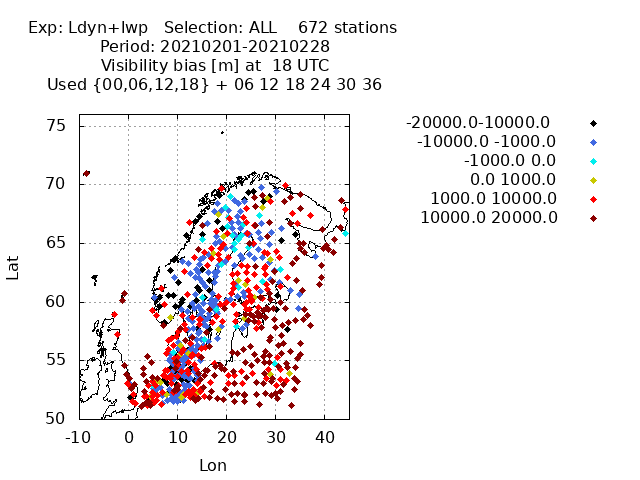 Exp: Ldyn+lwp   Selection: ALL    672 stations
Period: 20210201-20210228
Visibility bias [m] at  18 UTC
Used {00,06,12,18} + 06 12 18 24 30 36
-20000.0-10000.0
-10000.0 -1000.0
-1000.0 0.0
0.0 1000.0
1000.0 10000.0
10000.0 20000.0
75
70
65
60
55
50
Lat
-10 0 10 20 30 40
Lon